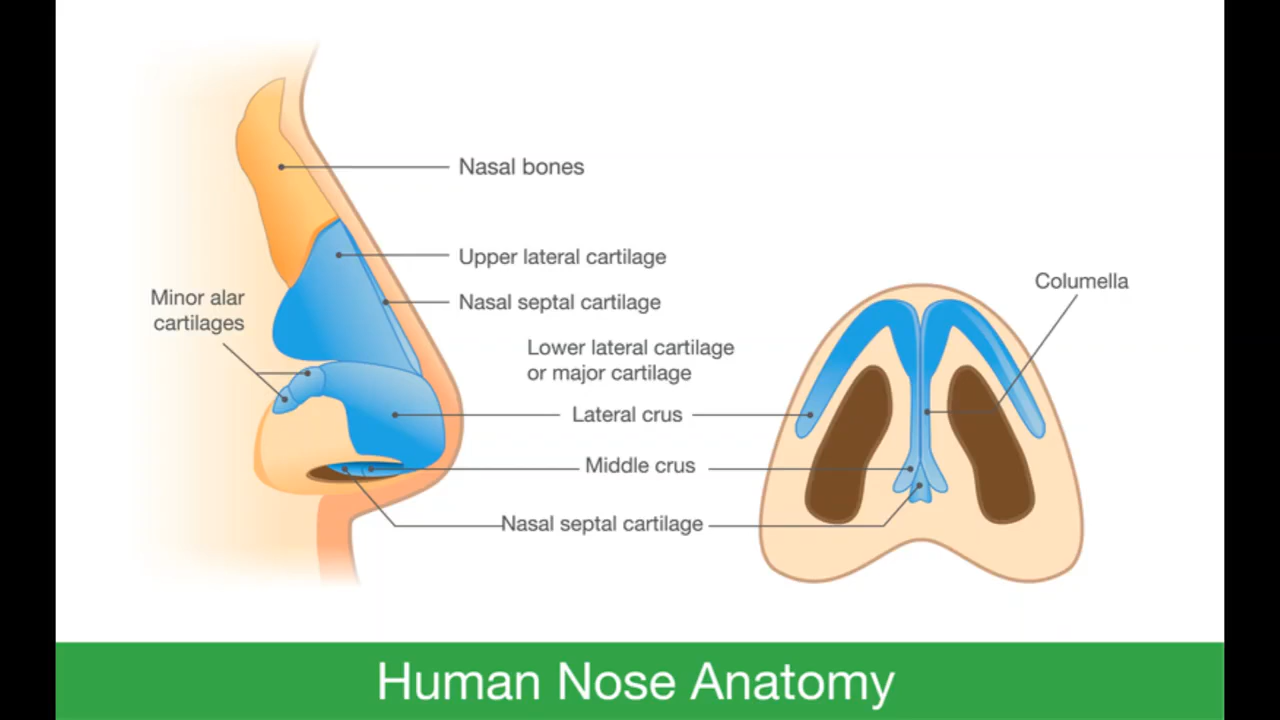 Nasal bones
Upper lateral cartilage
Columella
Minor alar
cartilages
Nasal septal cartilage
Lower lateral cartilage
or major cartilage
Lateral crus
Middle crus
Nasal septal cartilage
Human Nose Anatomy